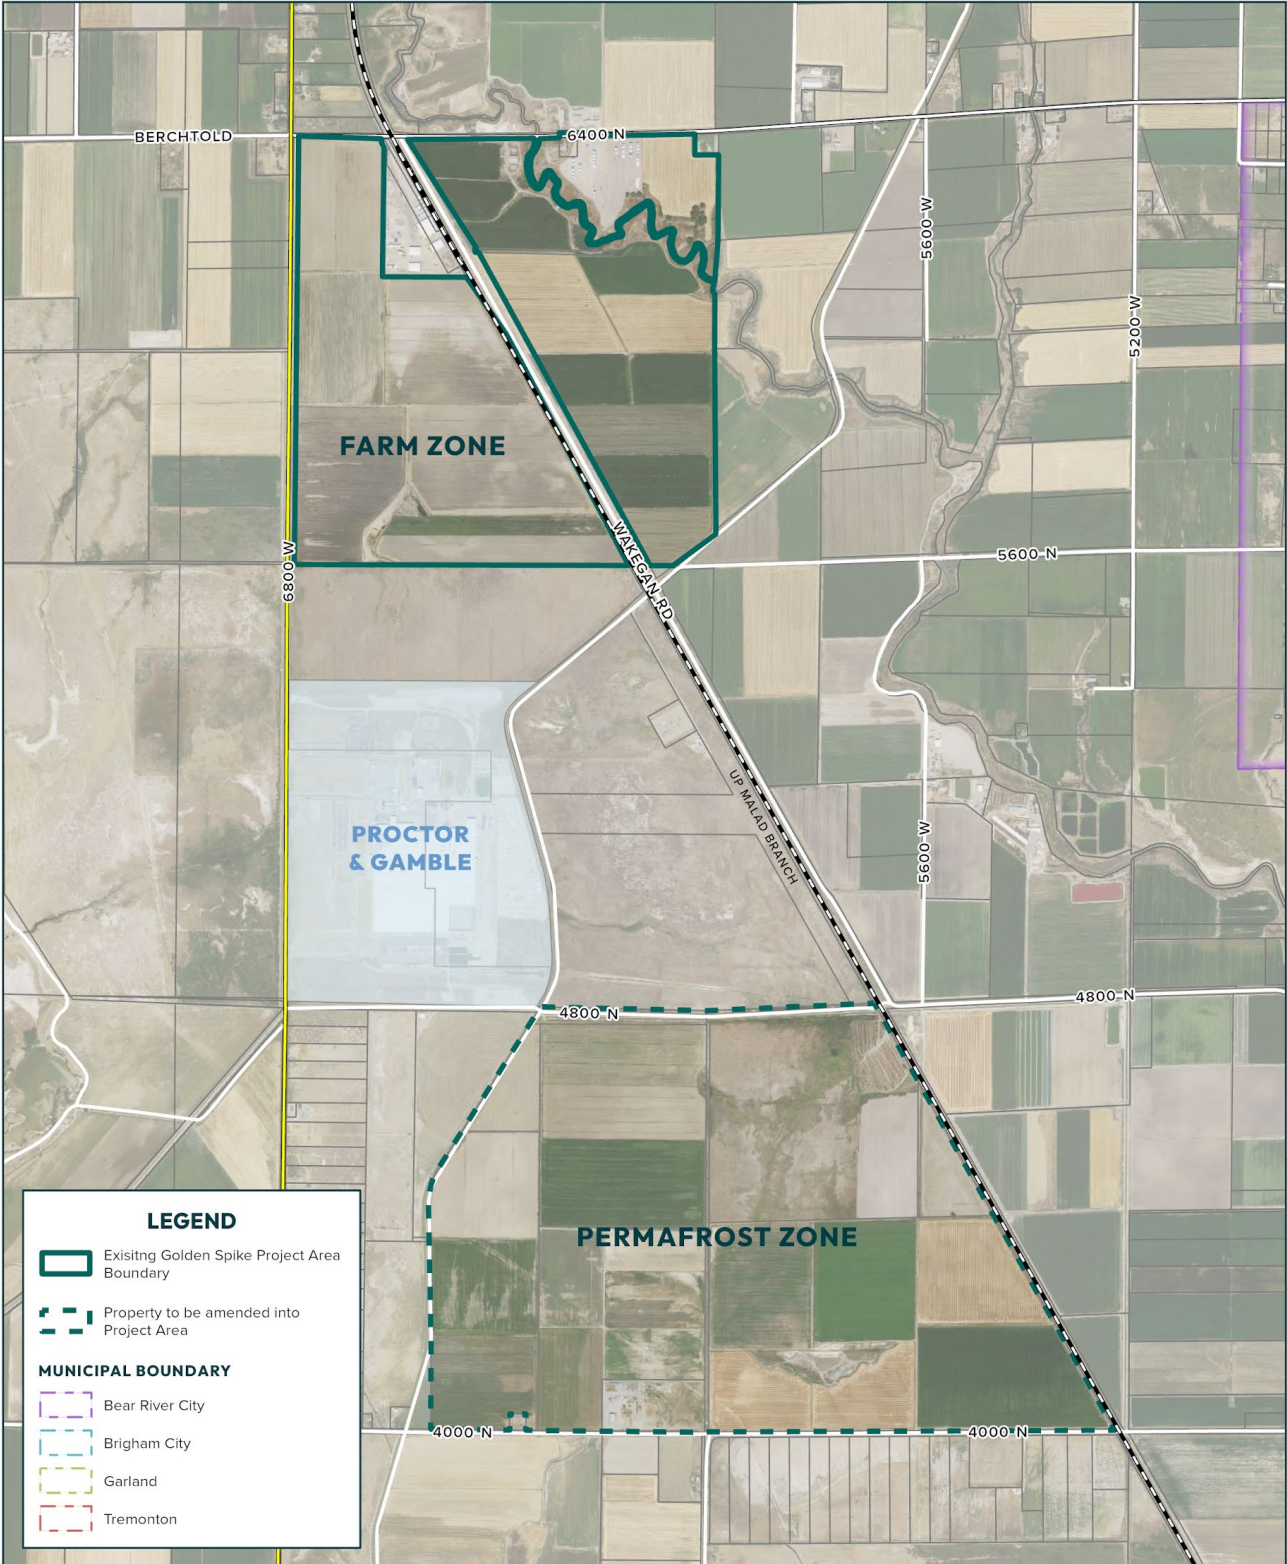 BERCHTOLD
6400 N
5600 W
5200 W
FARM ZONE
WAKEGAN RD
6800 W
5600 N
UP MALAD BRANCH
PROCTOR
& GAMBLE
5600 W
4800 N
4800 N
PERMAFROST ZONE
4000 N
4000 N
LEGEND
Exisitng Golden Spike Project Area
Boundary
Property to be amended into
Project Area
MUNICIPAL BOUNDARY
Bear River City
Brigham City
Garland
Tremonton